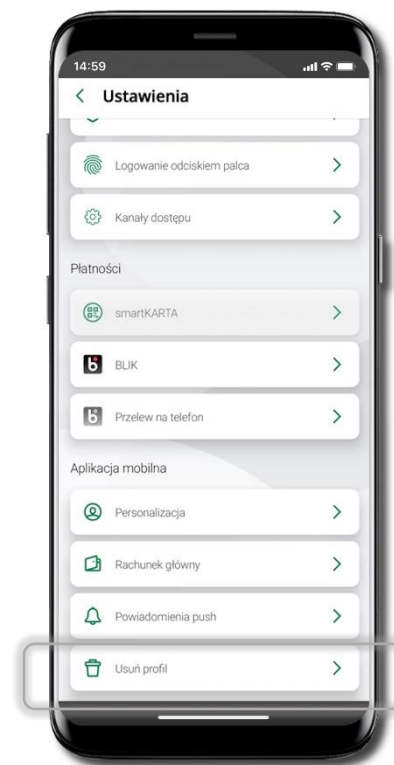 14:59
Ustawienia
Logowanie odciskiem palca
Kanały dostępu
Płatności
smartKARTA
BLIK
Przelew na telefon
Aplikacja mobilna
Personalizacja
Rachunek główny
Powiadomienia push
Usuń profil